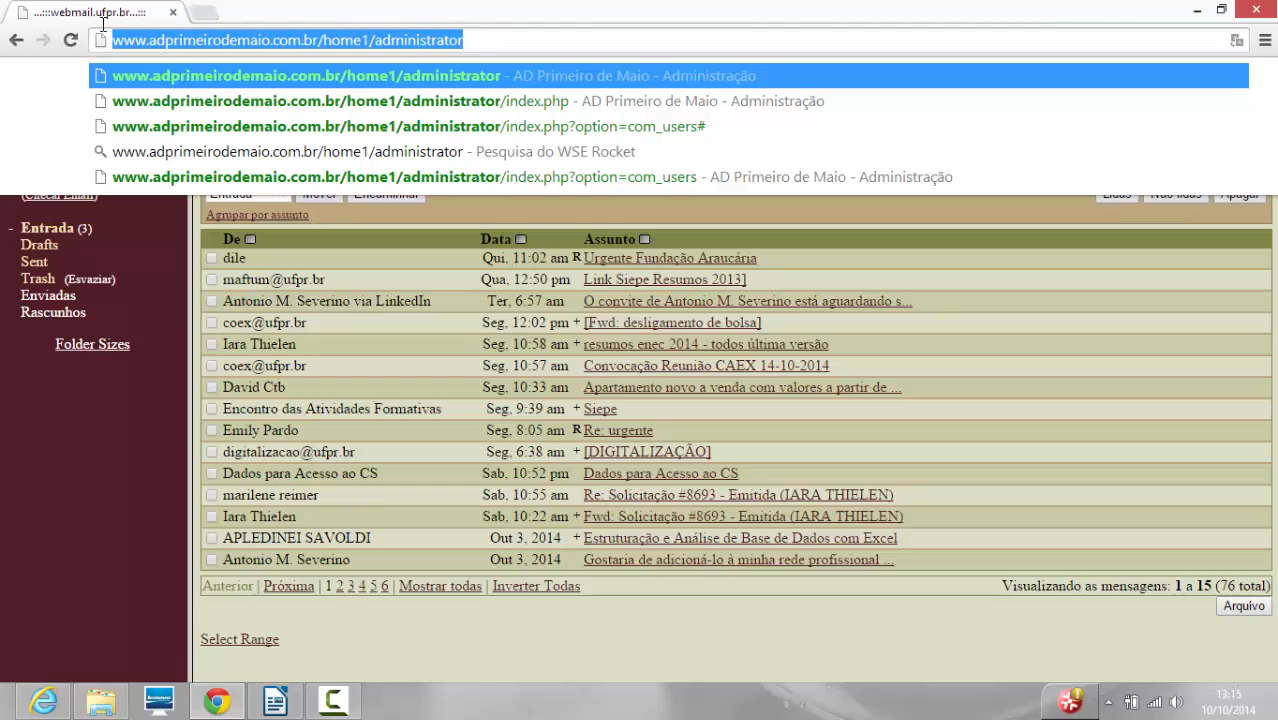 ...:::webmail.ufpr.br...:::
www.adprimeirodemaio.com.br/home1/administrator
www.adprimeirodemaio.com.br/home1/administrator - AD Primeiro de Maio - Administração
www.adprimeirodemaio.com.br/home1/administrator/index.php - AD Primeiro de Maio - Administração
www.adprimeirodemaio.com.br/home1/administrator/index.php?option=com_users#
www.adprimeirodemaio.com.br/home1/administrator - Pesquisa do WSE Rocket
www.adprimeirodemaio.com.br/home1/administrator/index.php?option=com_users - AD Primeiro de Maio - Administração
(Checar Email)
Entrada Mover Encaminhar Lidas Não lidas Apagar
Agrupar por assunto
- Entrada (3)
Drafts
Sent
Trash (Esvaziar)
Enviadas
Rascunhos
Folder Sizes
De Data Assunto
dile Qui, 11:02 am R Urgente Fundação Araucária
maftum@ufpr.br Qua, 12:50 pm Link Siepe Resumos 2013]
Antonio M. Severino via LinkedIn Ter, 6:57 am O convite de Antonio M. Severino está aguardando s...
coex@ufpr.br Seg, 12:02 pm + [Fwd: desligamento de bolsa]
Iara Thielen Seg, 10:58 am + resumos enec 2014 - todos última versão
coex@ufpr.br Seg, 10:57 am Convocação Reunião CAEX 14-10-2014
David Ctb Seg, 10:33 am Apartamento novo a venda com valores a partir de ...
Encontro das Atividades Formativas Seg, 9:39 am + Siepe
Emily Pardo Seg, 8:05 am R Re: urgente
digitalizacao@ufpr.br Seg, 6:38 am + [DIGITALIZAÇÃO]
Dados para Acesso ao CS Sab, 10:52 pm Dados para Acesso ao CS
marilene reimer Sab, 10:55 am Re: Solicitação #8693 - Emitida (IARA THIELEN)
Iara Thielen Sab, 10:22 am + Fwd: Solicitação #8693 - Emitida (IARA THIELEN)
APLEDINEI SAVOLDI Out 3, 2014 + Estruturação e Análise de Base de Dados com Excel
Antonio M. Severino Out 3, 2014 Gostaria de adicioná-lo à minha rede profissional ...
Anterior | Próxima | 1 2 3 4 5 6 | Mostrar todas | Inverter Todas Visualizando as mensagens: 1 a 15 (76 total)
Arquivo
Select Range
13:15
10/10/2014